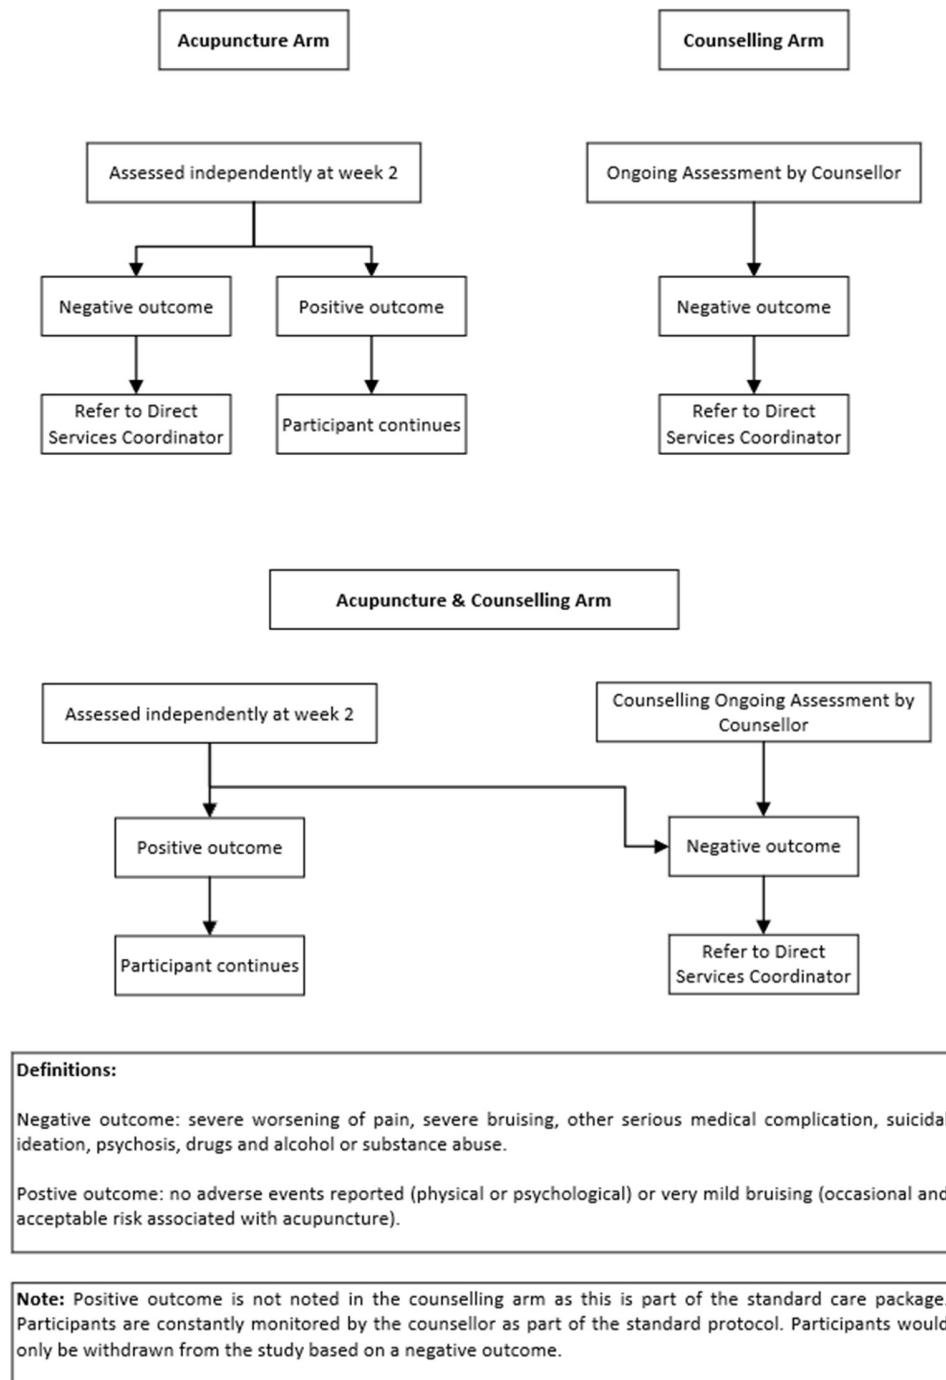 Acupuncture Arm
Counselling Arm
Assessed independently at week 2
Ongoing Assessment by Counsellor
Negative outcome
Positive outcome
Negative outcome
Refer to Direct
Services Coordinator
Participant continues
Refer to Direct
Services Coordinator
Acupuncture & Counselling Arm
Assessed independently at week 2
Counselling Ongoing Assessment by
Counsellor
Positive outcome
Negative outcome
Participant continues
Refer to Direct
Services Coordinator
Definitions:
Negative outcome: severe worsening of pain, severe bruising, other serious medical complication, suicidal
ideation, psychosis, drugs and alcohol or substance abuse.
Postive outcome: no adverse events reported (physical or psychological) or very mild bruising (occasional and
acceptable risk associated with acupuncture).
Note: Positive outcome is not noted in the counselling arm as this is part of the standard care package.
Participants are constantly monitored by the counsellor as part of the standard protocol. Participants would
only be withdrawn from the study based on a negative outcome.